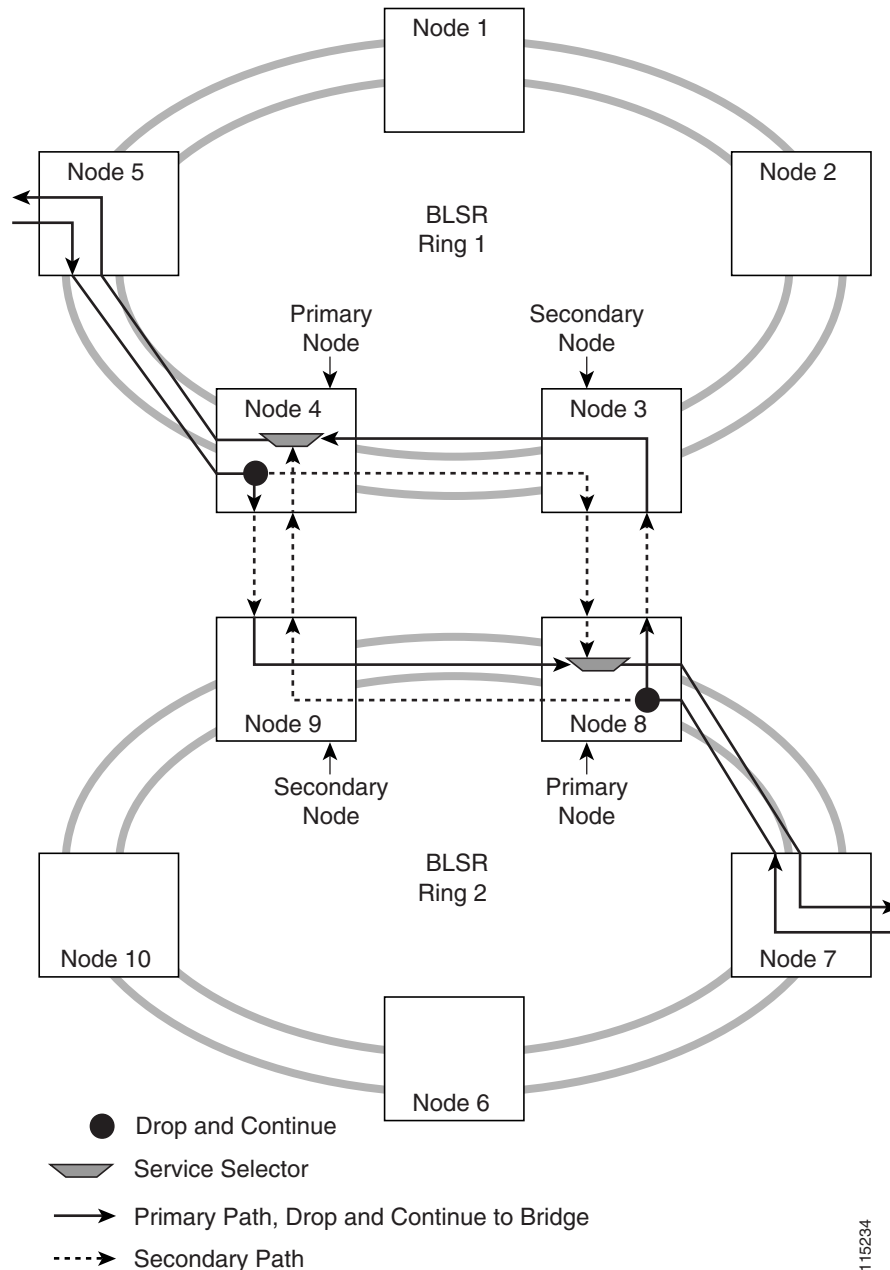 Node 1
Node 5
Node 2
BLSR
Ring 1
Primary
Node
Secondary
Node
Node 4
Node 3
Node 9
Node 8
Secondary
Node
Primary
Node
BLSR
Ring 2
Node 10
Node 7
Node 6
Drop and Continue
Service Selector
Primary Path, Drop and Continue to Bridge
Secondary Path
115234